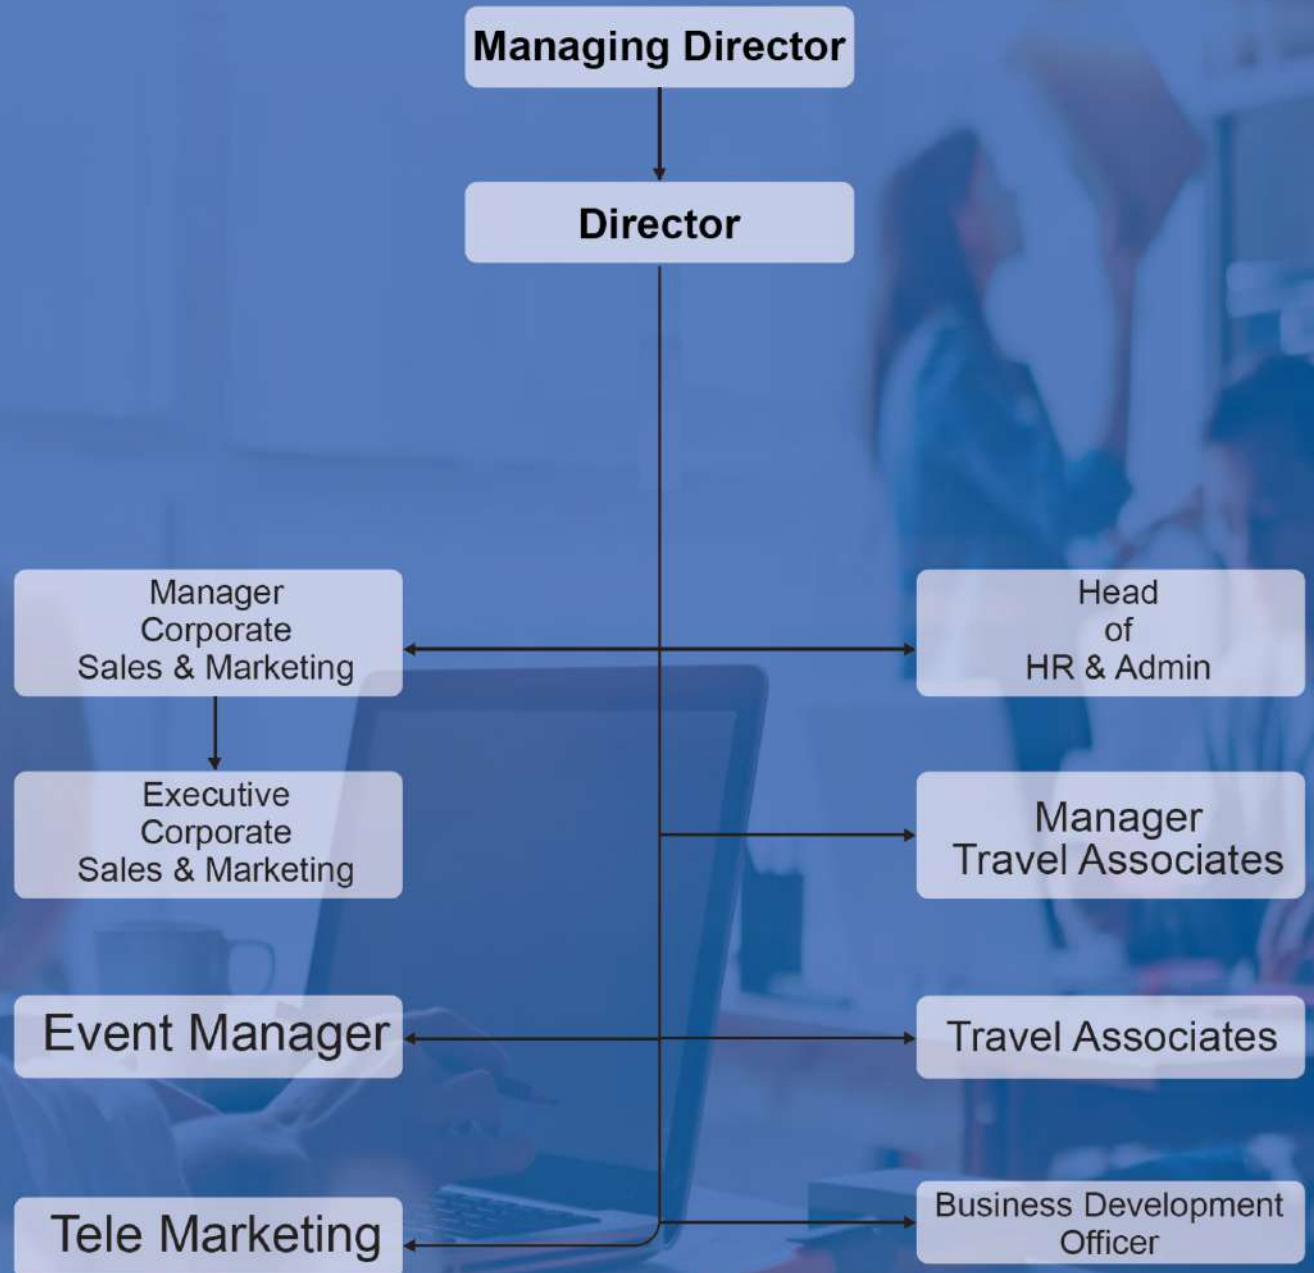 Managing Director
Director
Manager
Corporate
Sales & Marketing
Head
of
HR & Admin
Executive
Corporate
Sales & Marketing
Manager
Travel Associates
Event Manager
Travel Associates
Tele Marketing
Business Development
Officer